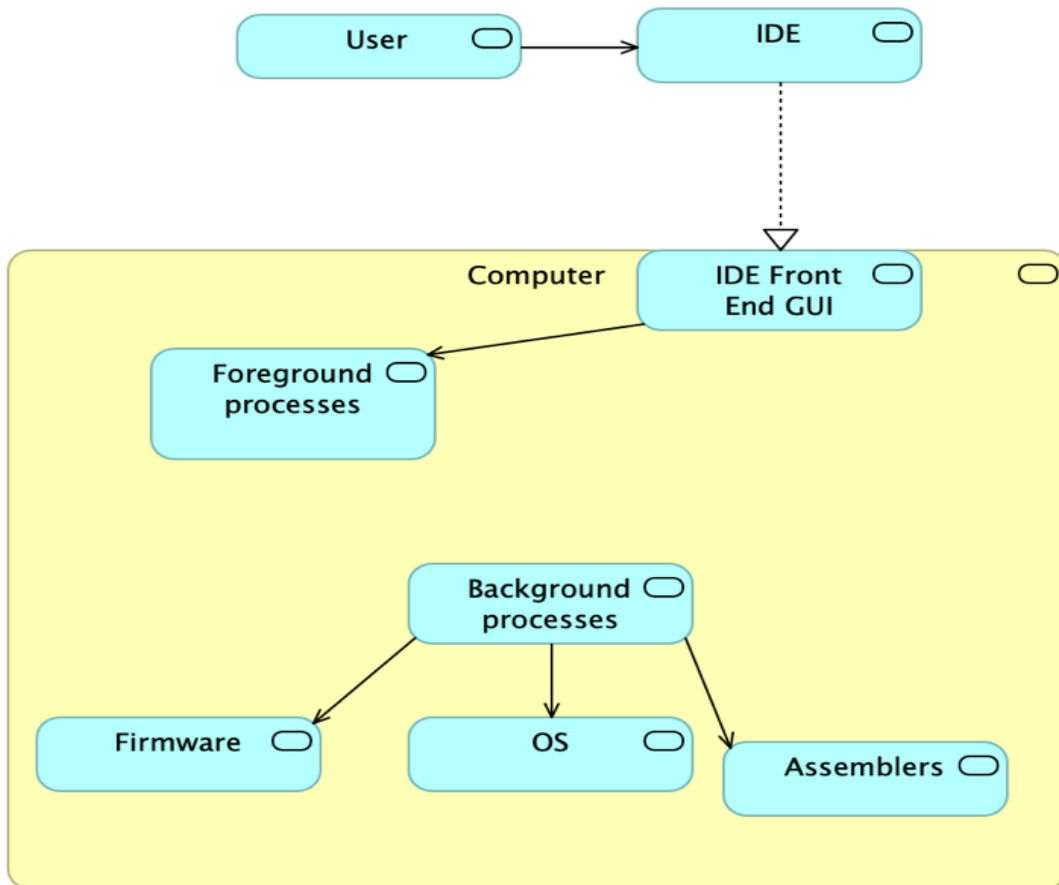 User
IDE
Computer
IDE Front
End GUI
Foreground
processes
Background
processes
Firmware
OS
Assemblers